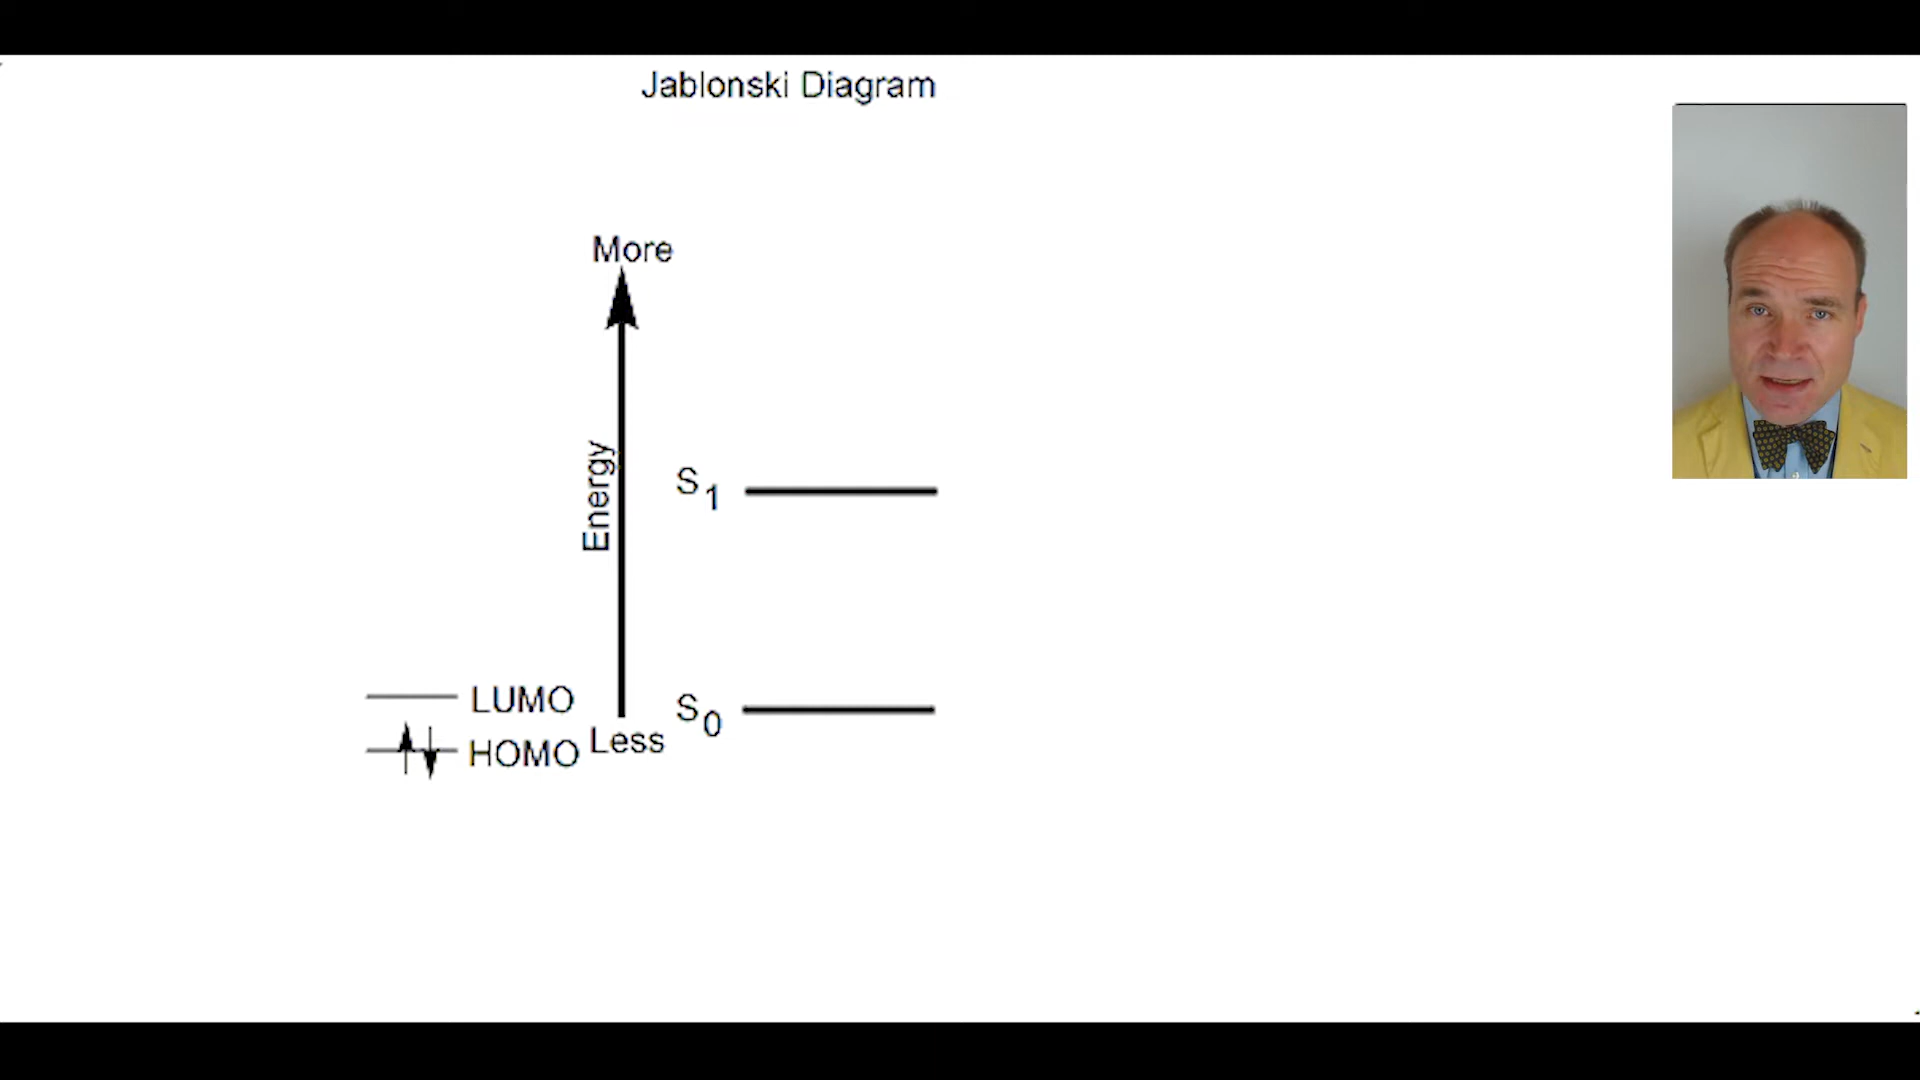 Jablonski Diagram
More
Energy
S1
LUMO
S0
HOMO
Less